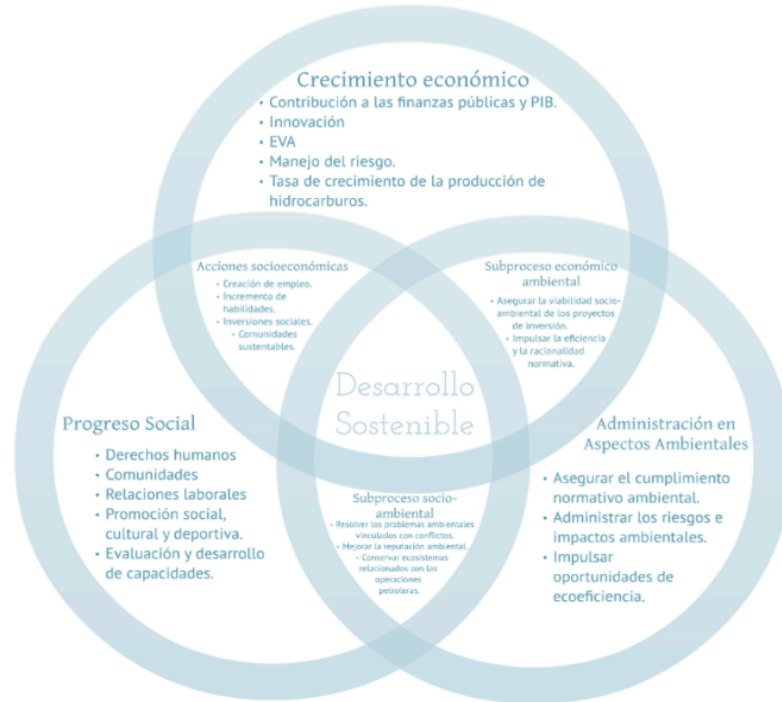 Crecimiento económico
• Contribución a las finanzas públicas y PIB.
• Innovación
• EVA
• Manejo del riesgo.
• Tasa de crecimiento de la producción de
hidrocarburos.
Acciones socioeconómicas
• Creación de empleo.
• Incremento de
habilidades.
• Inversiones sociales.
• Comunidades
sustentables.
Subproceso económico
ambiental
• Asegurar la viabilidad socio-
ambiental de los proyectos
de inversión.
• Impulsar la eficiencia
y la racionalidad
normativa.
Desarrollo
Sostenible
Progreso Social
• Derechos humanos
• Comunidades
• Relaciones laborales
• Promoción social,
cultural y deportiva.
• Evaluación y desarrollo
de capacidades.
Administración en
Aspectos Ambientales
• Asegurar el cumplimiento
normativo ambiental.
• Administrar los riesgos e
impactos ambientales.
• Impulsar
oportunidades de
ecoeficiencia.
Subproceso socio-
ambiental
• Resolver los problemas ambientales
vinculados con conflictos.
• Mejorar la reputación ambiental.
• Conservar ecosistemas
relacionados con las
operaciones
petroleras.